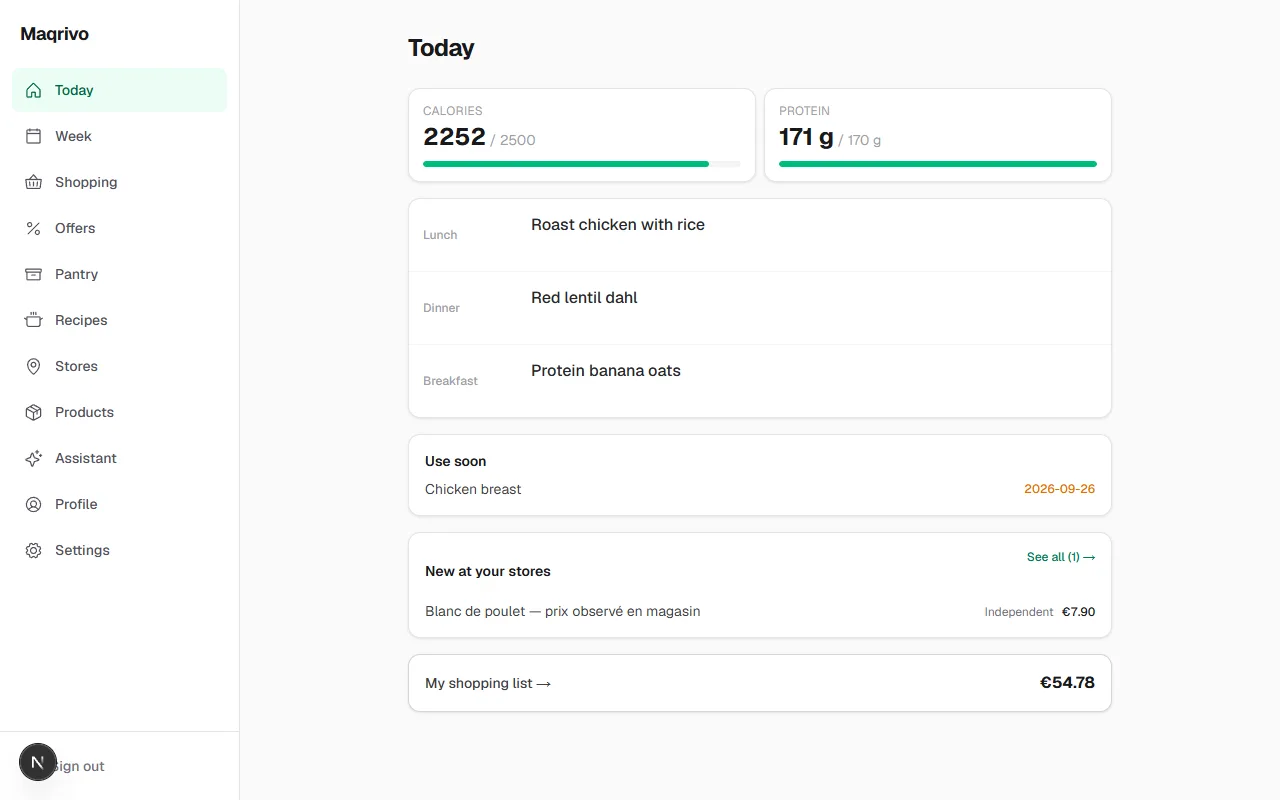 Maqrivo
Today
Week
Shopping
Offers
Pantry
Recipes
Stores
Products
Assistant
Profile
Settings
N
ign out
Today
CALORIES
2252 / 2500
PROTEIN
171 g / 170 g
Lunch
Roast chicken with rice
Dinner
Red lentil dahl
Breakfast
Protein banana oats
Use soon
Chicken breast
2026-09-26
See all (1) →
New at your stores
Blanc de poulet — prix observé en magasin
Independent €7.90
My shopping list →
€54.78